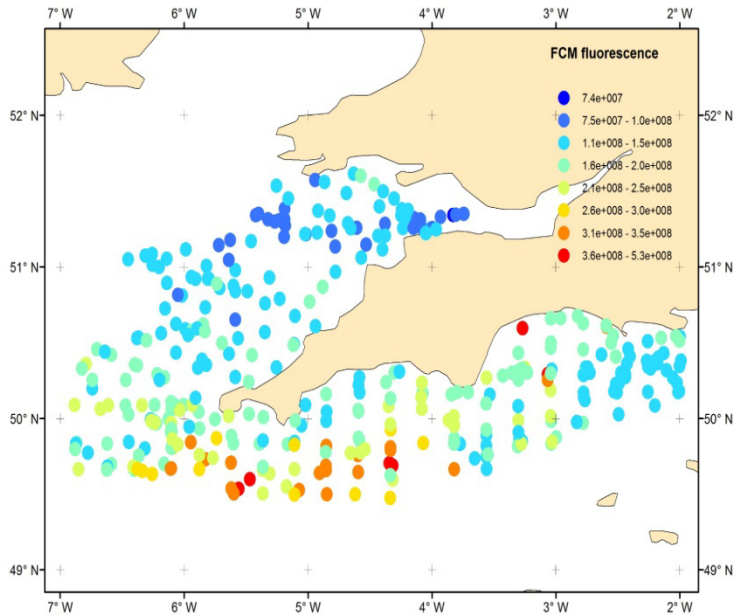 7° W 6° W 5° W 4° W 3° W 2° W
FCM fluorescence
7.4e+007
52° N 52° N
7.5e+007 - 1.0e+008
1.1e+008 - 1.5e+008
1.6e+008 - 2.0e+008
2.1e+008 - 2.5e+008
2.6e+008 - 3.0e+008
3.1e+008 - 3.5e+008
3.6e+008 - 5.3e+008
51° N 51° N
50° N 50° N
49° N 49° N
7° W 6° W 5° W 4° W 3° W 2° W